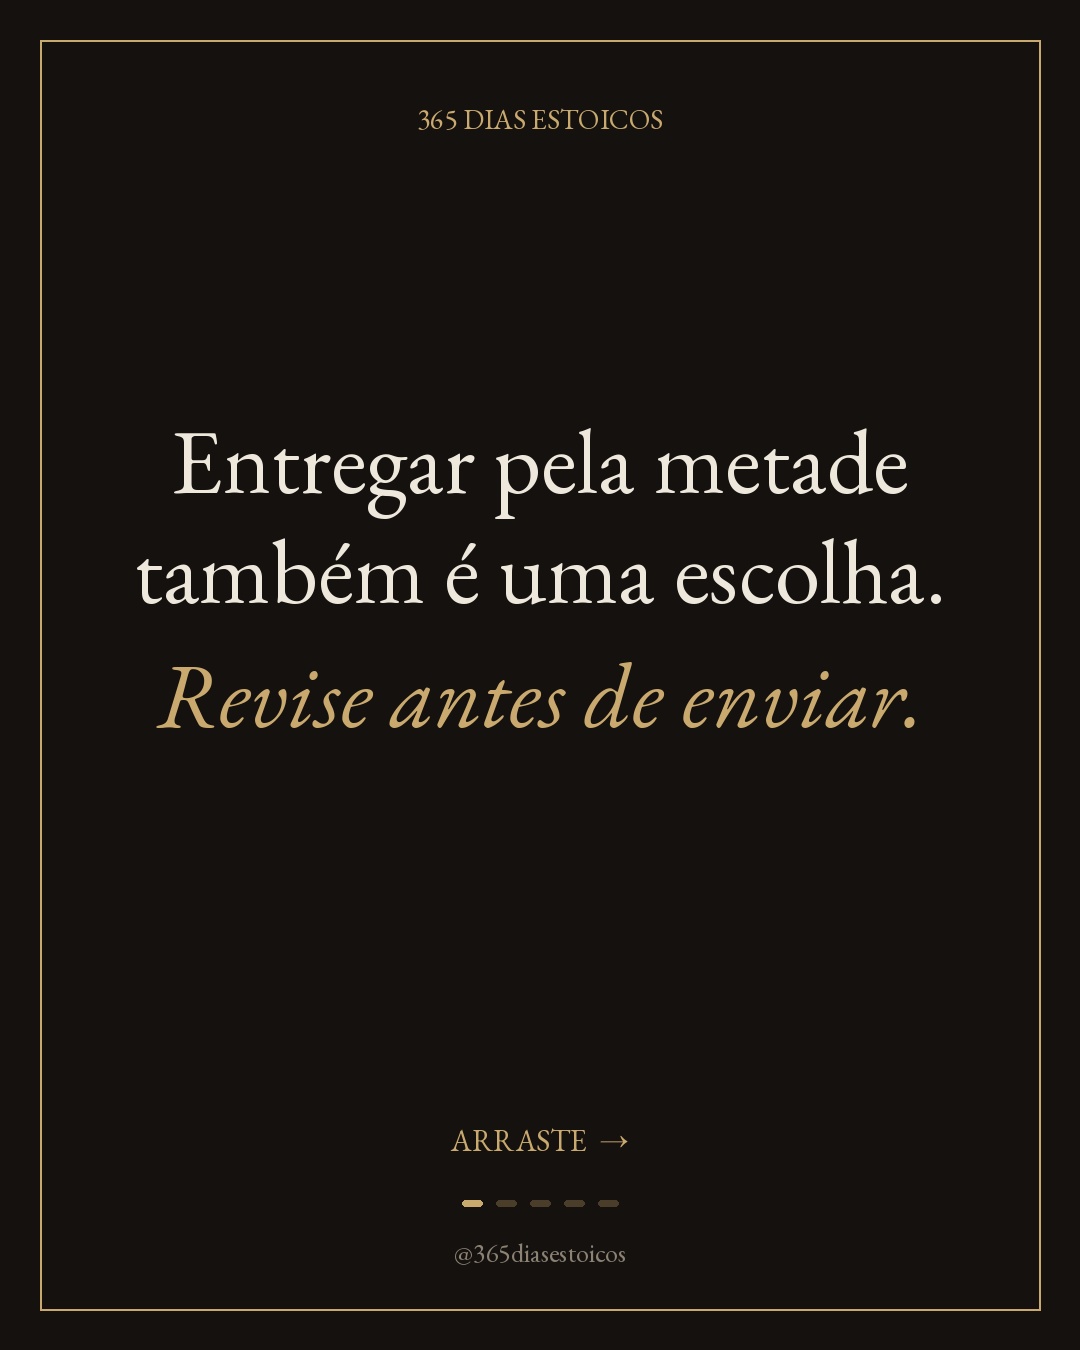 365 DIAS ESTOICOS
Entregar pela metade
também é uma escolha.
Revise antes de enviar.
ARRASTE →
@365diasestoicos